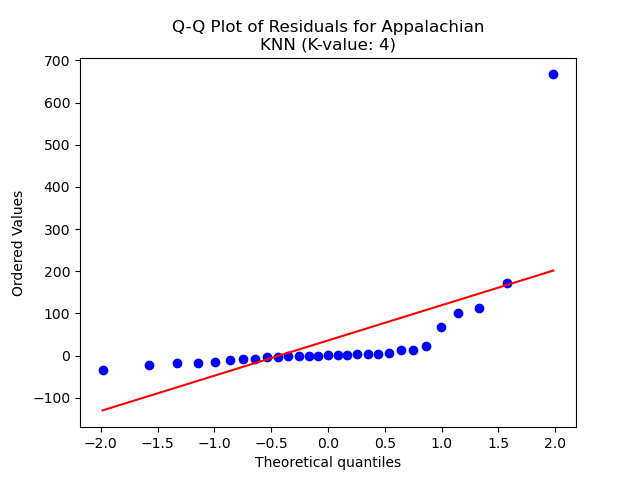 Q-Q Plot of Residuals for Appalachian
KNN (K-value: 4)
700
600
500
400
300
200
100
0
−100
Ordered Values
−2.0 −1.5 −1.0 −0.5 0.0 0.5 1.0 1.5 2.0
Theoretical quantiles